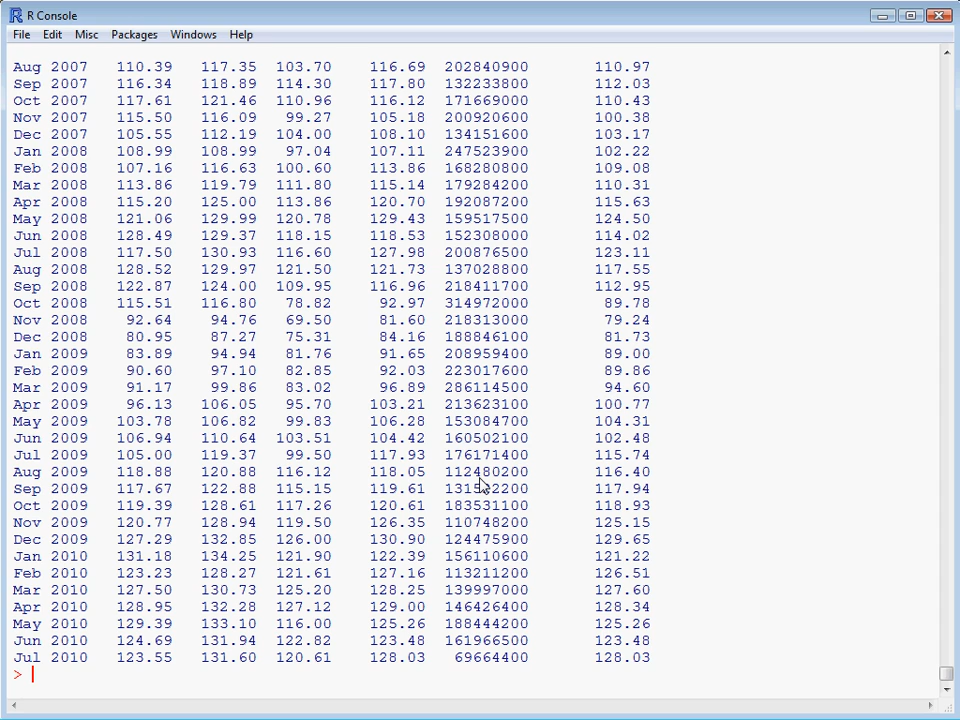 R Console
File Edit Misc Packages Windows Help
Aug 2007 110.39 117.35 103.70 116.69 202840900 110.97
Sep 2007 116.34 118.89 114.30 117.80 132233800 112.03
Oct 2007 117.61 121.46 110.96 116.12 171669000 110.43
Nov 2007 115.50 116.09 99.27 105.18 200920600 100.38
Dec 2007 105.55 112.19 104.00 108.10 134151600 103.17
Jan 2008 108.99 108.99 97.04 107.11 247523900 102.22
Feb 2008 107.16 116.63 100.60 113.86 168280800 109.08
Mar 2008 113.86 119.79 111.80 115.14 179284200 110.31
Apr 2008 115.20 125.00 113.86 120.70 192087200 115.63
May 2008 121.06 129.99 120.78 129.43 159517500 124.50
Jun 2008 128.49 129.37 118.15 118.53 152308000 114.02
Jul 2008 117.50 130.93 116.60 127.98 200876500 123.11
Aug 2008 128.52 129.97 121.50 121.73 137028800 117.55
Sep 2008 122.87 124.00 109.95 116.96 218411700 112.95
Oct 2008 115.51 116.80 78.82 92.97 314972000 89.78
Nov 2008 92.64 94.76 69.50 81.60 218313000 79.24
Dec 2008 80.95 87.27 75.31 84.16 188846100 81.73
Jan 2009 83.89 94.94 81.76 91.65 208959400 89.00
Feb 2009 90.60 97.10 82.85 92.03 223017600 89.86
Mar 2009 91.17 99.86 83.02 96.89 286114500 94.60
Apr 2009 96.13 106.05 95.70 103.21 213623100 100.77
May 2009 103.78 106.82 99.83 106.28 153084700 104.31
Jun 2009 106.94 110.64 103.51 104.42 160502100 102.48
Jul 2009 105.00 119.37 99.50 117.93 176171400 115.74
Aug 2009 118.88 120.88 116.12 118.05 112480200 116.40
Sep 2009 117.67 122.88 115.15 119.61 117.94
Oct 2009 119.39 128.61 117.26 120.61 183531100 118.93
Nov 2009 120.77 128.94 119.50 126.35 110748200 125.15
Dec 2009 127.29 132.85 126.00 130.90 124475900 129.65
Jan 2010 131.18 134.25 121.90 122.39 156110600 121.22
Feb 2010 123.23 128.27 121.61 127.16 113211200 126.51
Mar 2010 127.50 130.73 125.20 128.25 139997000 127.60
Apr 2010 128.95 132.28 127.12 129.00 146426400 128.34
May 2010 129.39 133.10 116.00 125.26 188444200 125.26
Jun 2010 124.69 131.94 122.82 123.48 161966500 123.48
Jul 2010 123.55 131.60 120.61 128.03 69664400 128.03
>